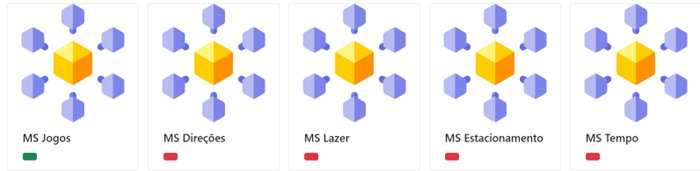 MS Jogos
MS Direções
MS Lazer
MS Estacionamento
MS Tempo